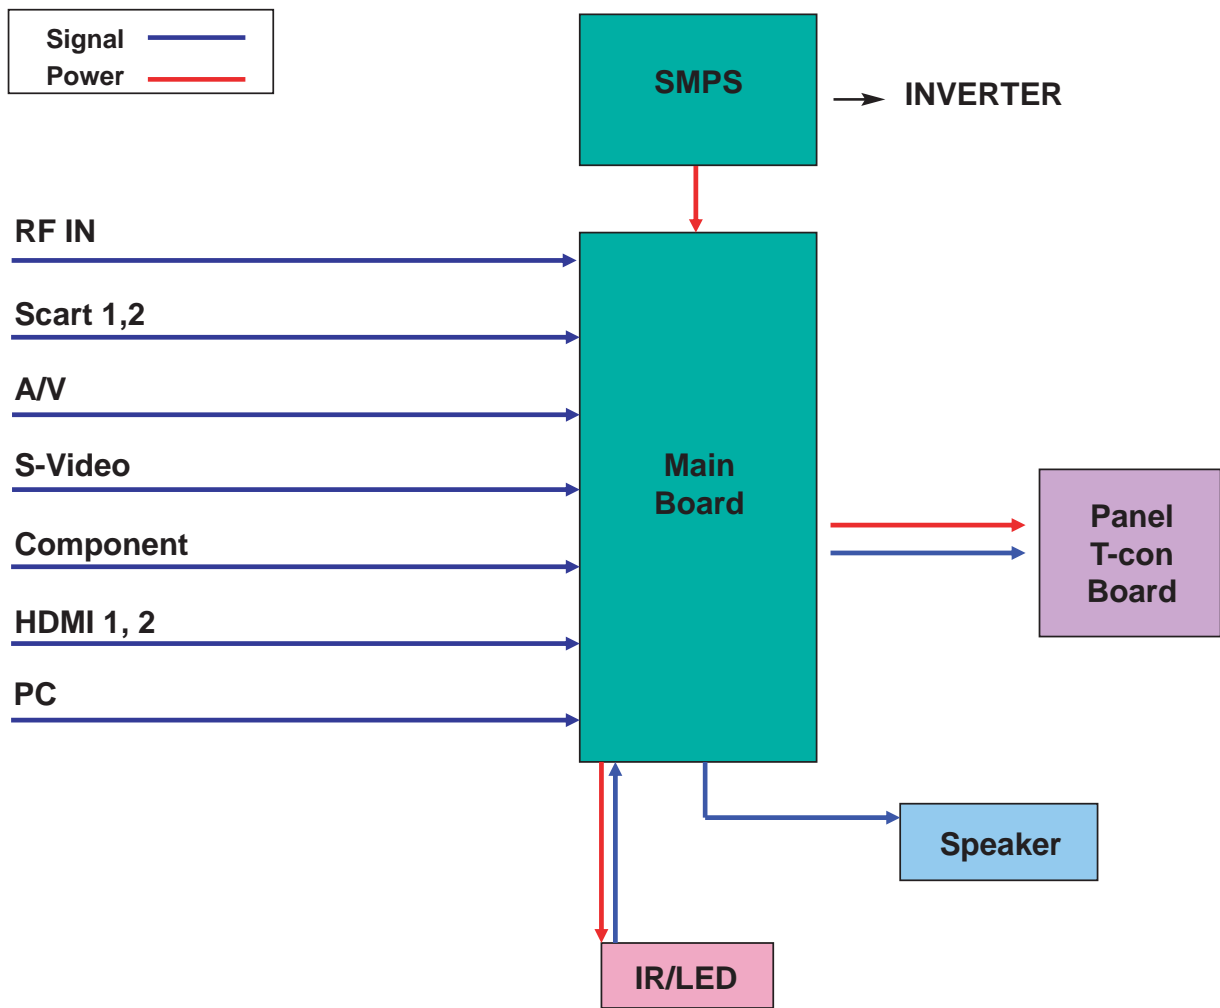 Signal
Power
SMPS
INVERTER
RF IN
Scart 1,2
A/V
S-Video
Component
HDMI 1, 2
PC
Main
Board
Panel
T-con
Board
Speaker
IR/LED